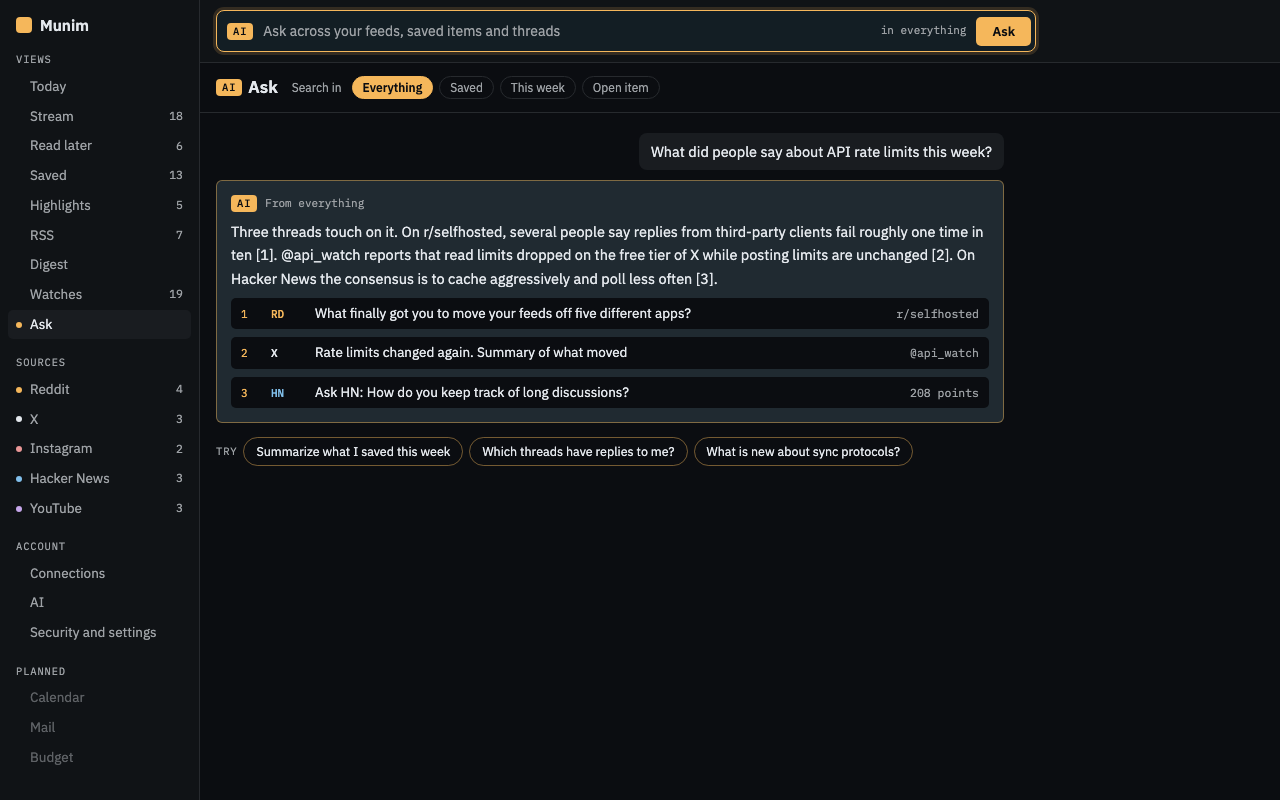 Munim
VIEWS
Today
Stream 18
Read later 6
Saved 13
Highlights 5
RSS 7
Digest
Watches 19
Ask
SOURCES
Reddit 4
X 3
Instagram 2
Hacker News 3
YouTube 3
ACCOUNT
Connections
AI
Security and settings
PLANNED
Calendar
Mail
Budget
AI Ask across your feeds, saved items and threads in everything Ask
AI Ask Search in Everything Saved This week Open item
What did people say about API rate limits this week?
AI From everything
Three threads touch on it. On r/selfhosted, several people say replies from third-party clients fail roughly one time in
ten [1]. @api_watch reports that read limits dropped on the free tier of X while posting limits are unchanged [2]. On
Hacker News the consensus is to cache aggressively and poll less often [3].
1 RD What finally got you to move your feeds off five different apps? r/selfhosted
2 X Rate limits changed again. Summary of what moved @api_watch
3 HN Ask HN: How do you keep track of long discussions? 208 points
TRY Summarize what I saved this week Which threads have replies to me? What is new about sync protocols?